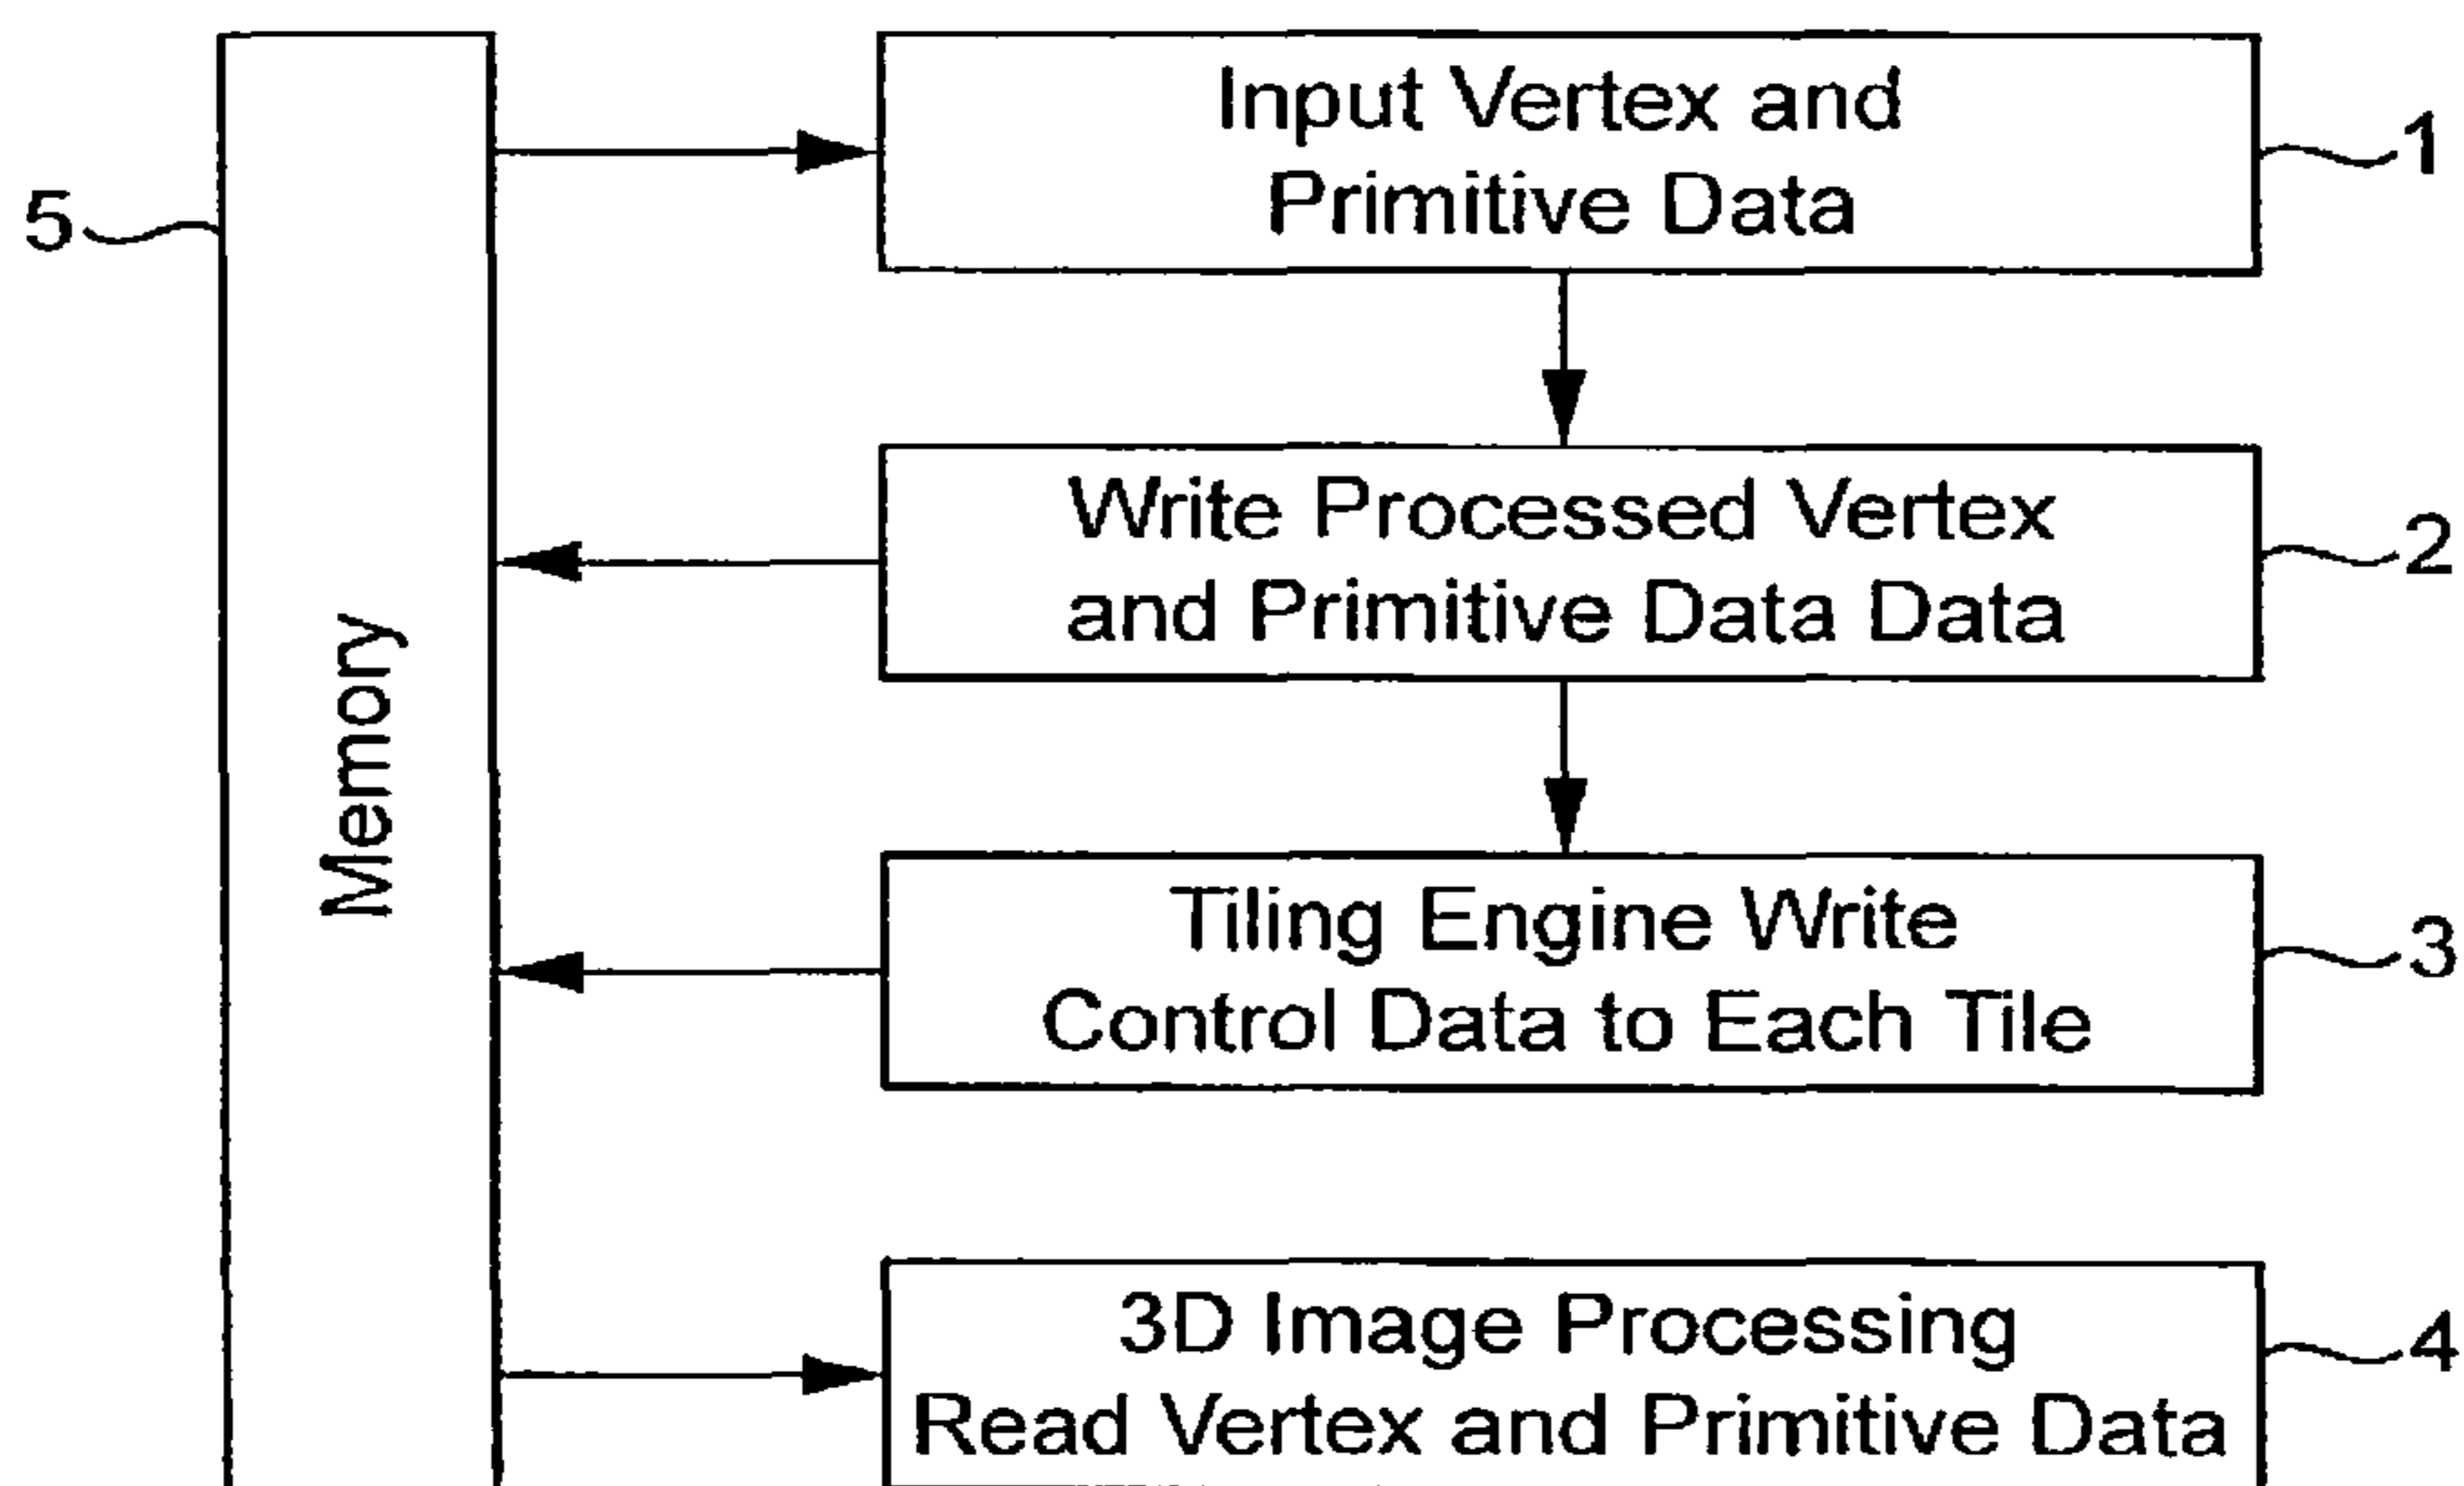 Input Vertex and
Primitive Data
1
5
Write Processed Vertex
and Primitive Data Data
2
Memory
Tiling Engine Write
Control Data to Each Tile
3
3D Image Processing
Read Vertex and Primitive Data
4